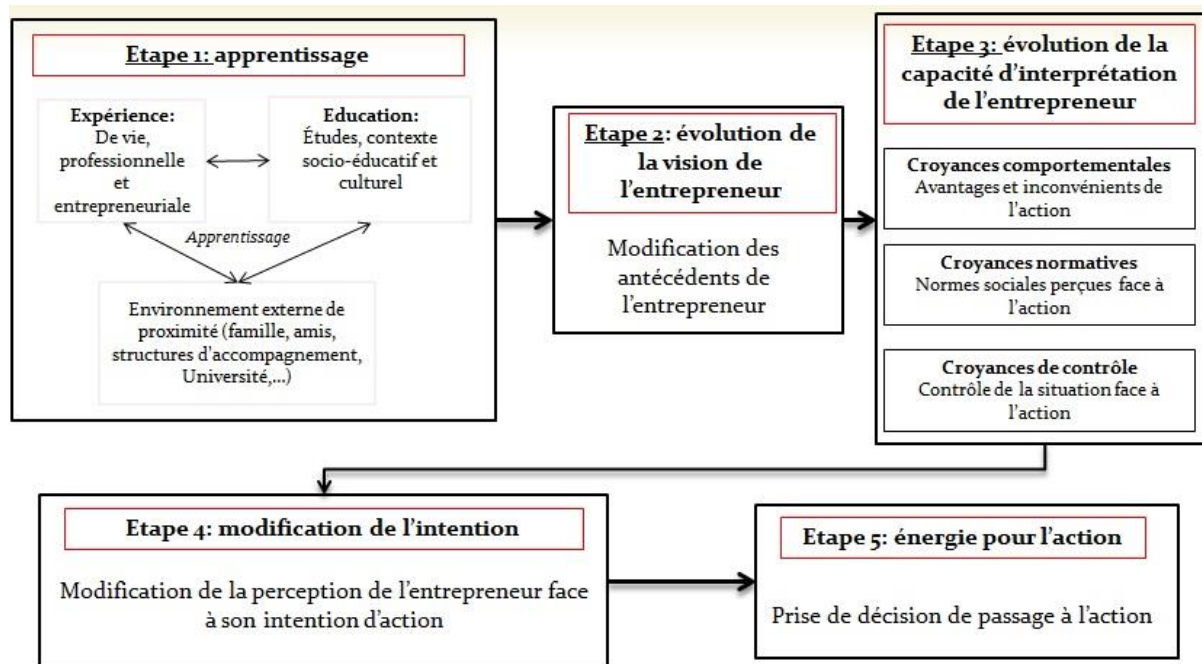 Etape 1: apprentissage
Expérience:
De vie,
professionnelle
et
entrepreneuriale
Education:
Études, contexte
socio-éducatif et
culturel
Apprentissage
Environnement externe de
proximité (famille, amis,
structures d'accompagnement,
Université,...)
Etape 2: évolution de
la vision de
l'entrepreneur
Modification des
antécédents de
l'entrepreneur
Etape 3: évolution de la
capacité d'interprétation
de l'entrepreneur
Croyances comportementales
Avantages et inconvénients de
l'action
Croyances normatives
Normes sociales perçues face à
l'action
Croyances de contrôle
Contrôle de la situation face à
l'action
Etape 4: modification de l'intention
Modification de la perception de l'entrepreneur face
à son intention d'action
Etape 5: énergie pour l'action
Prise de décision de passage à l'action